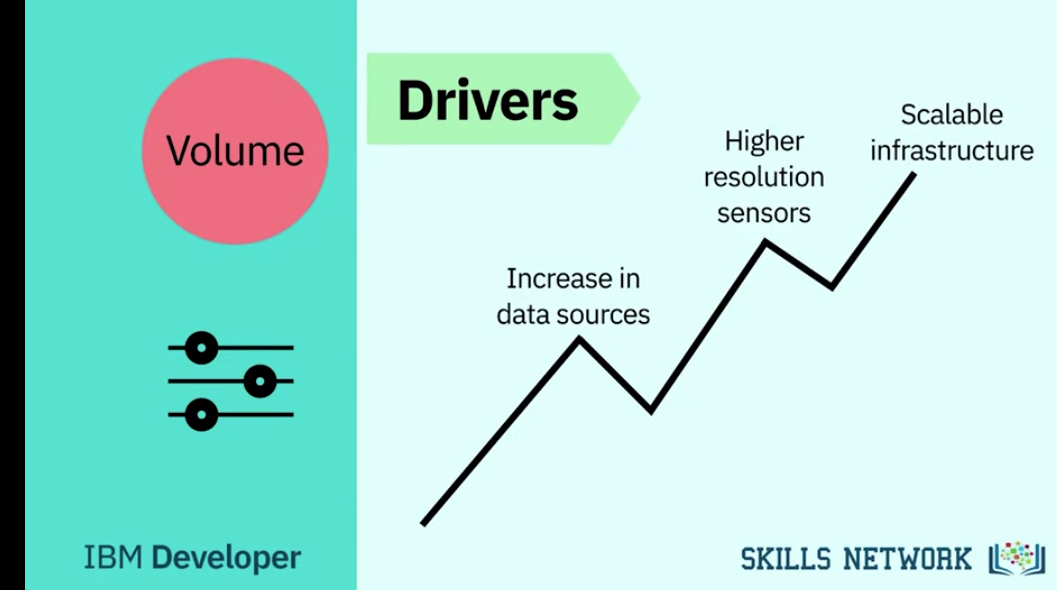 Volume
Drivers
Increase in
data sources
Higher
resolution
sensors
Scalable
infrastructure
IBM Developer
SKILLS NETWORK